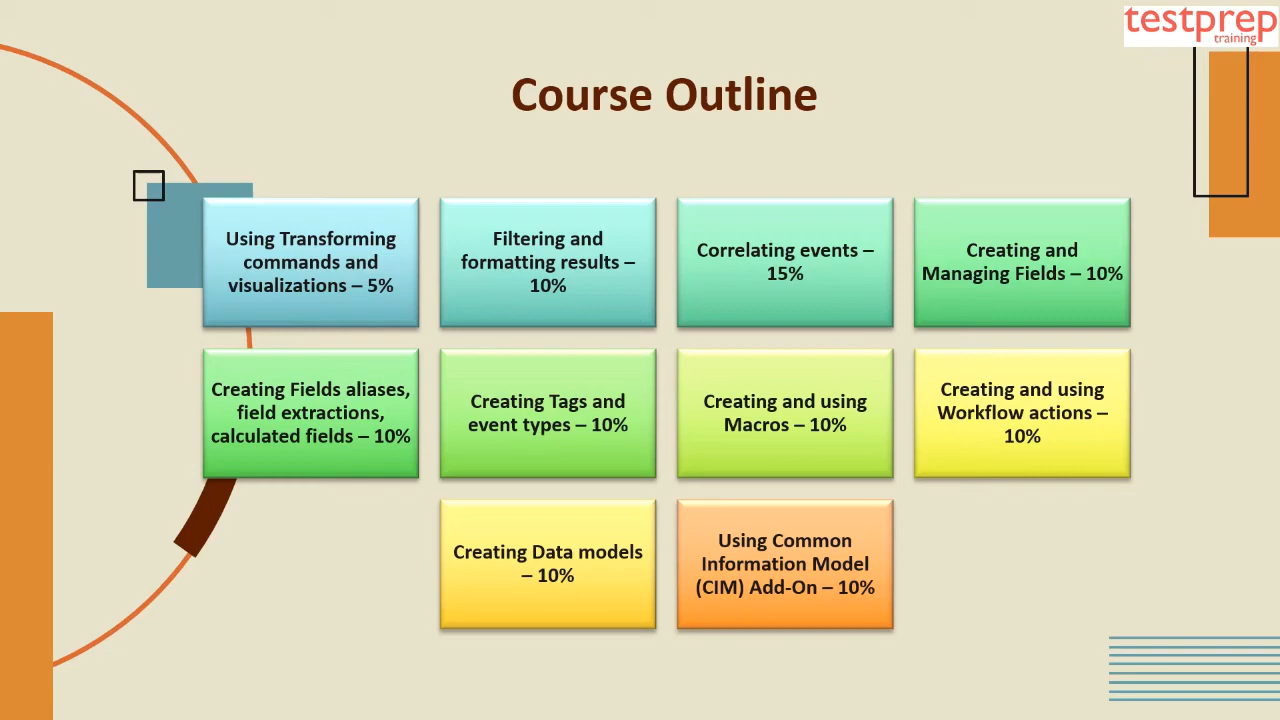 testprep
training
Course Outline
Using Transforming
commands and
visualizations – 5%
Filtering and
formatting results –
10%
Correlating events –
15%
Creating and
Managing Fields – 10%
Creating Fields aliases,
field extractions,
calculated fields – 10%
Creating Tags and
event types – 10%
Creating and using
Macros – 10%
Creating and using
Workflow actions –
10%
Creating Data models
– 10%
Using Common
Information Model
(CIM) Add-On – 10%